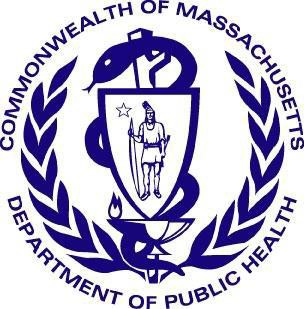 COMMONWEALTH OF MASSACHUSETTS
DEPARTMENT OF PUBLIC HEALTH